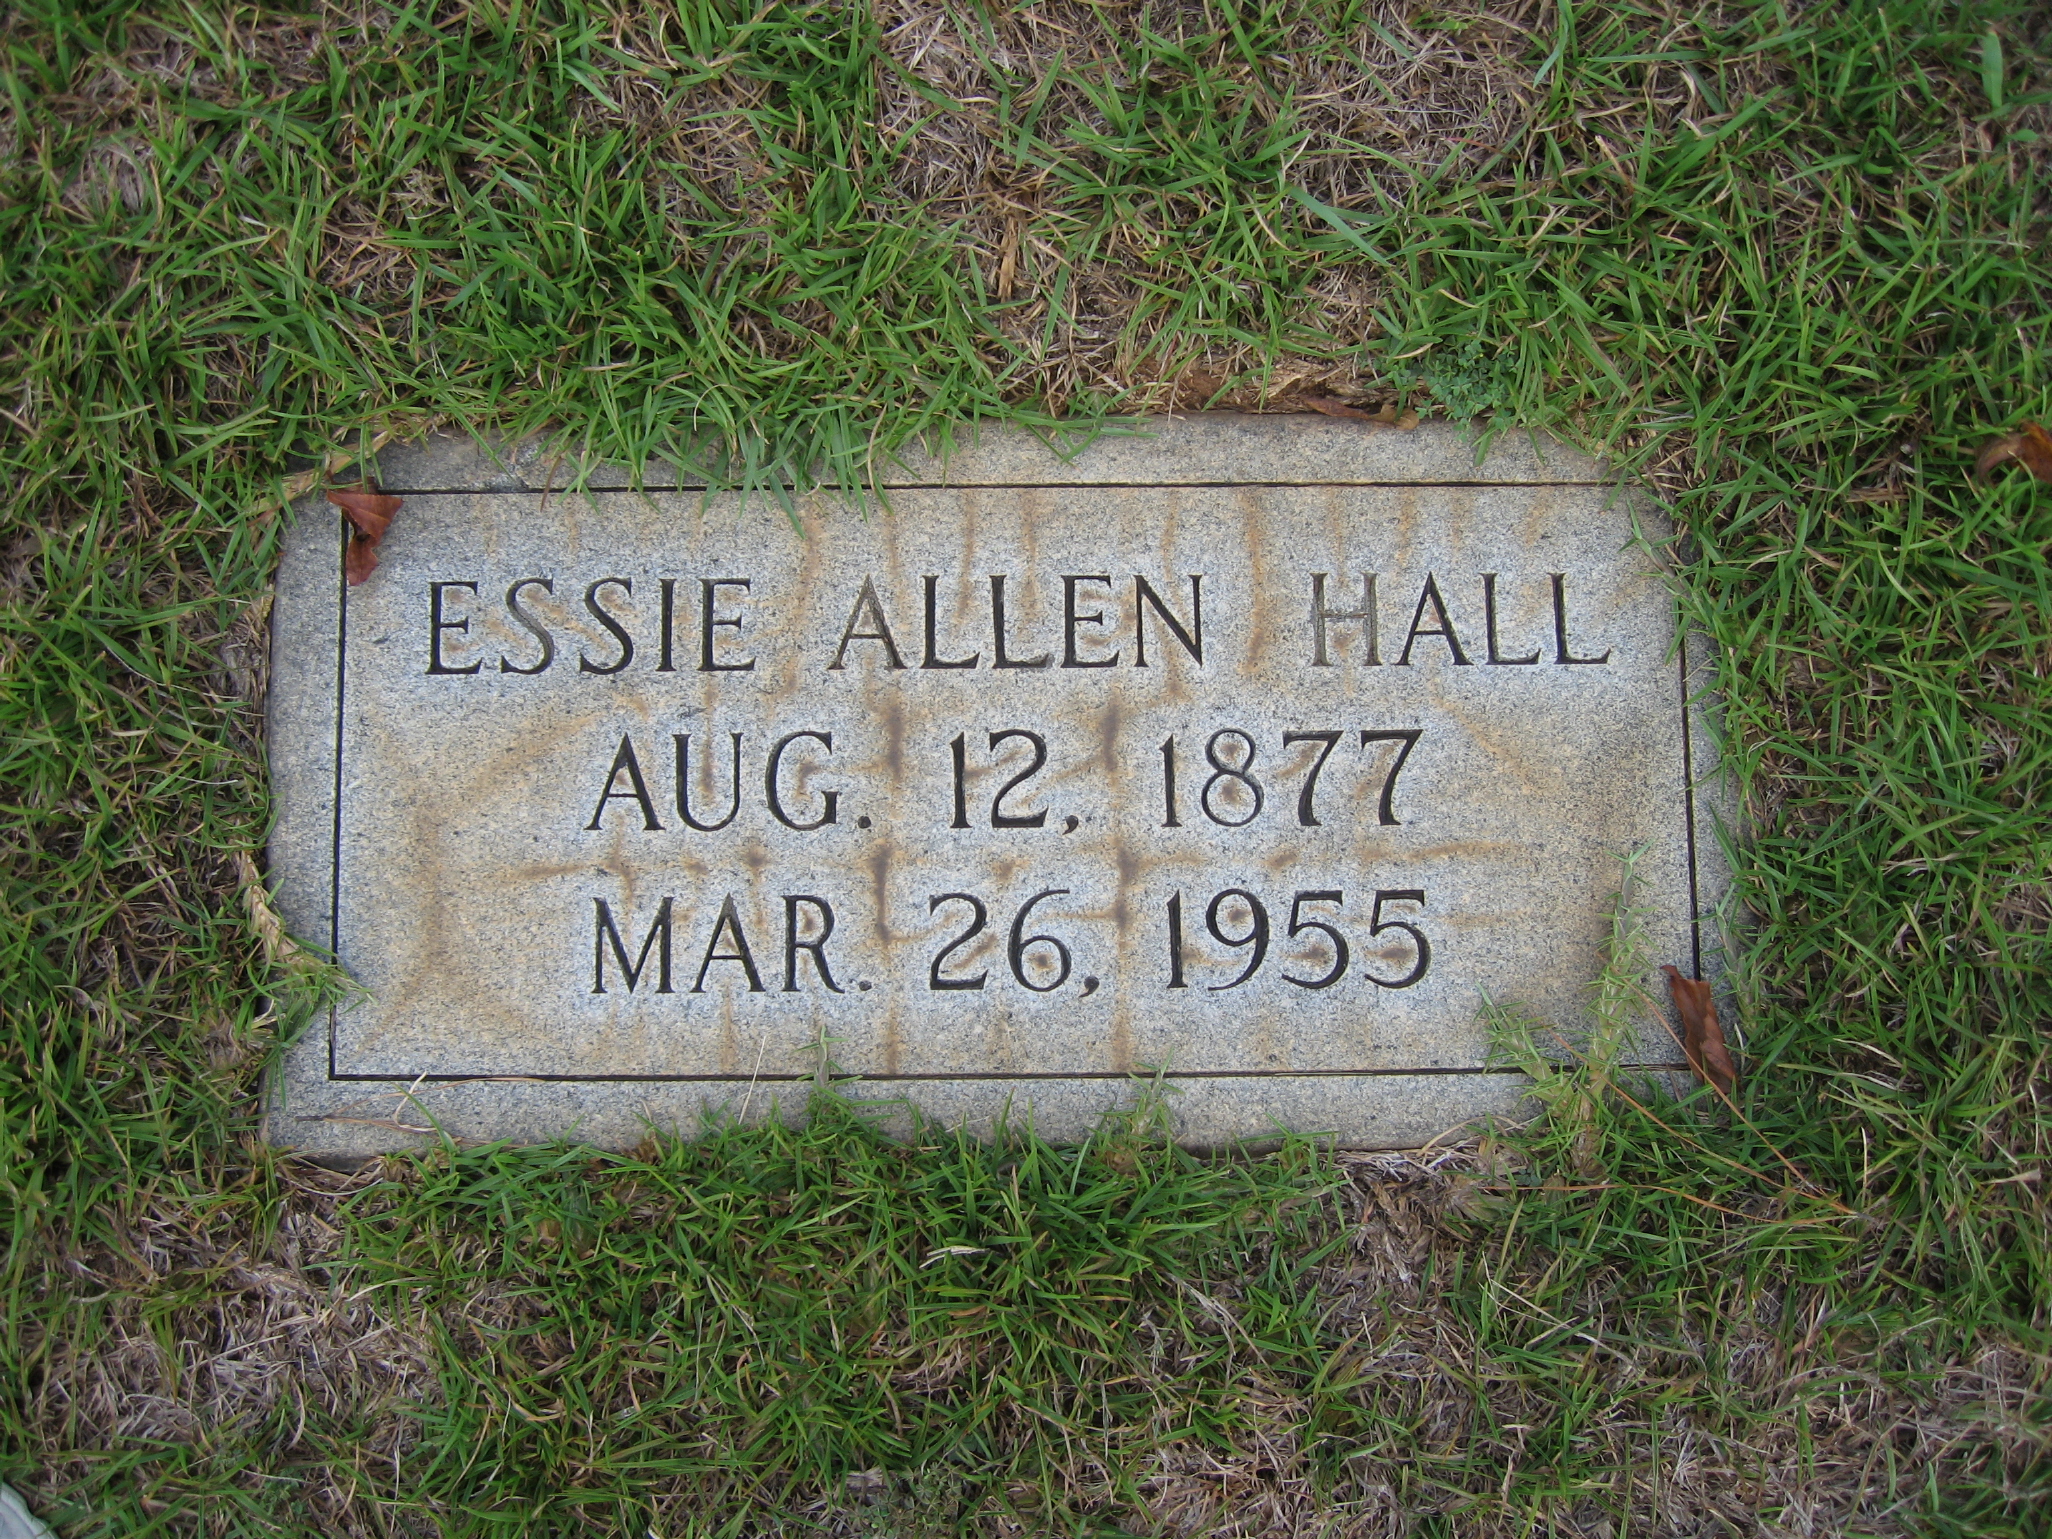 ESSIE ALLEN HALL
AUG. 12, 1877
MAR. 26, 1955